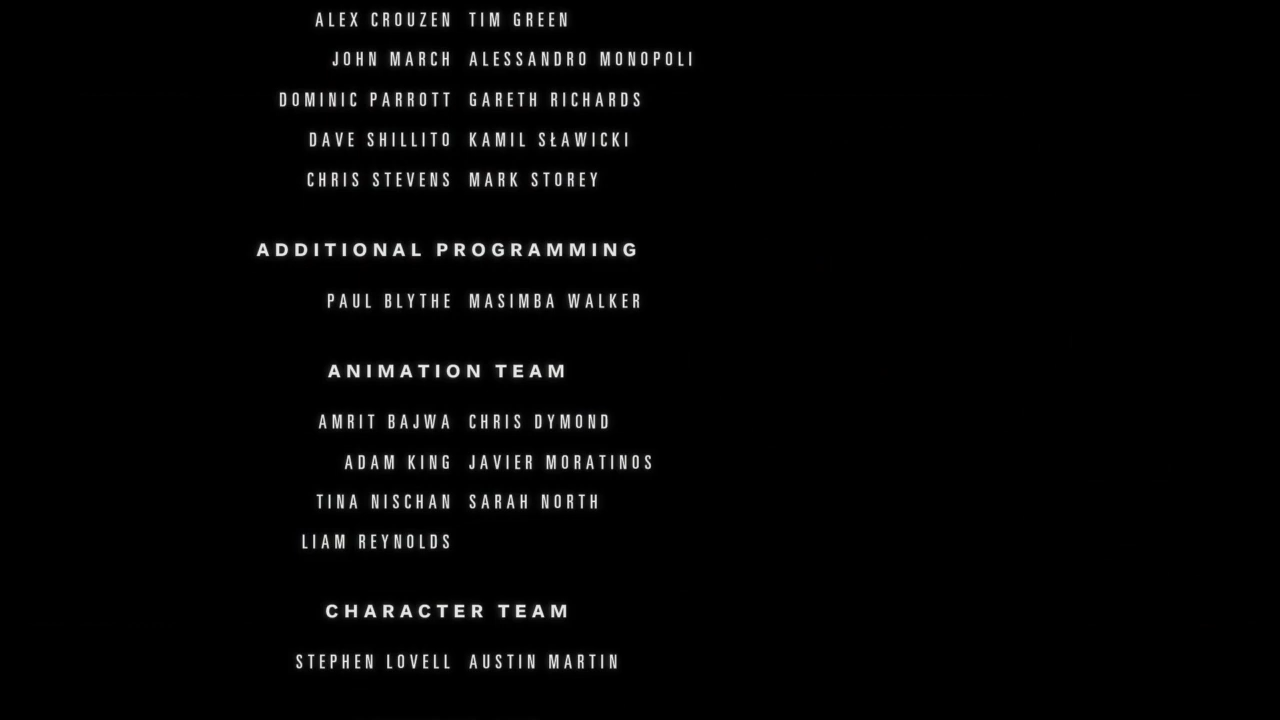 ALEX CROUZEN TIM GREEN
JOHN MARCH ALESSANDRO MONOPOLI
DOMINIC PARROTT GARETH RICHARDS
DAVE SHILLITO KAMIL SŁAWICKI
CHRIS STEVENS MARK STOREY
ADDITIONAL PROGRAMMING
PAUL BLYTHE MASIMBA WALKER
ANIMATION TEAM
AMRIT BAJWA CHRIS DYMOND
ADAM KING JAVIER MORATINOS
TINA NISCHAN SARAH NORTH
LIAM REYNOLDS
CHARACTER TEAM
STEPHEN LOVELL AUSTIN MARTIN